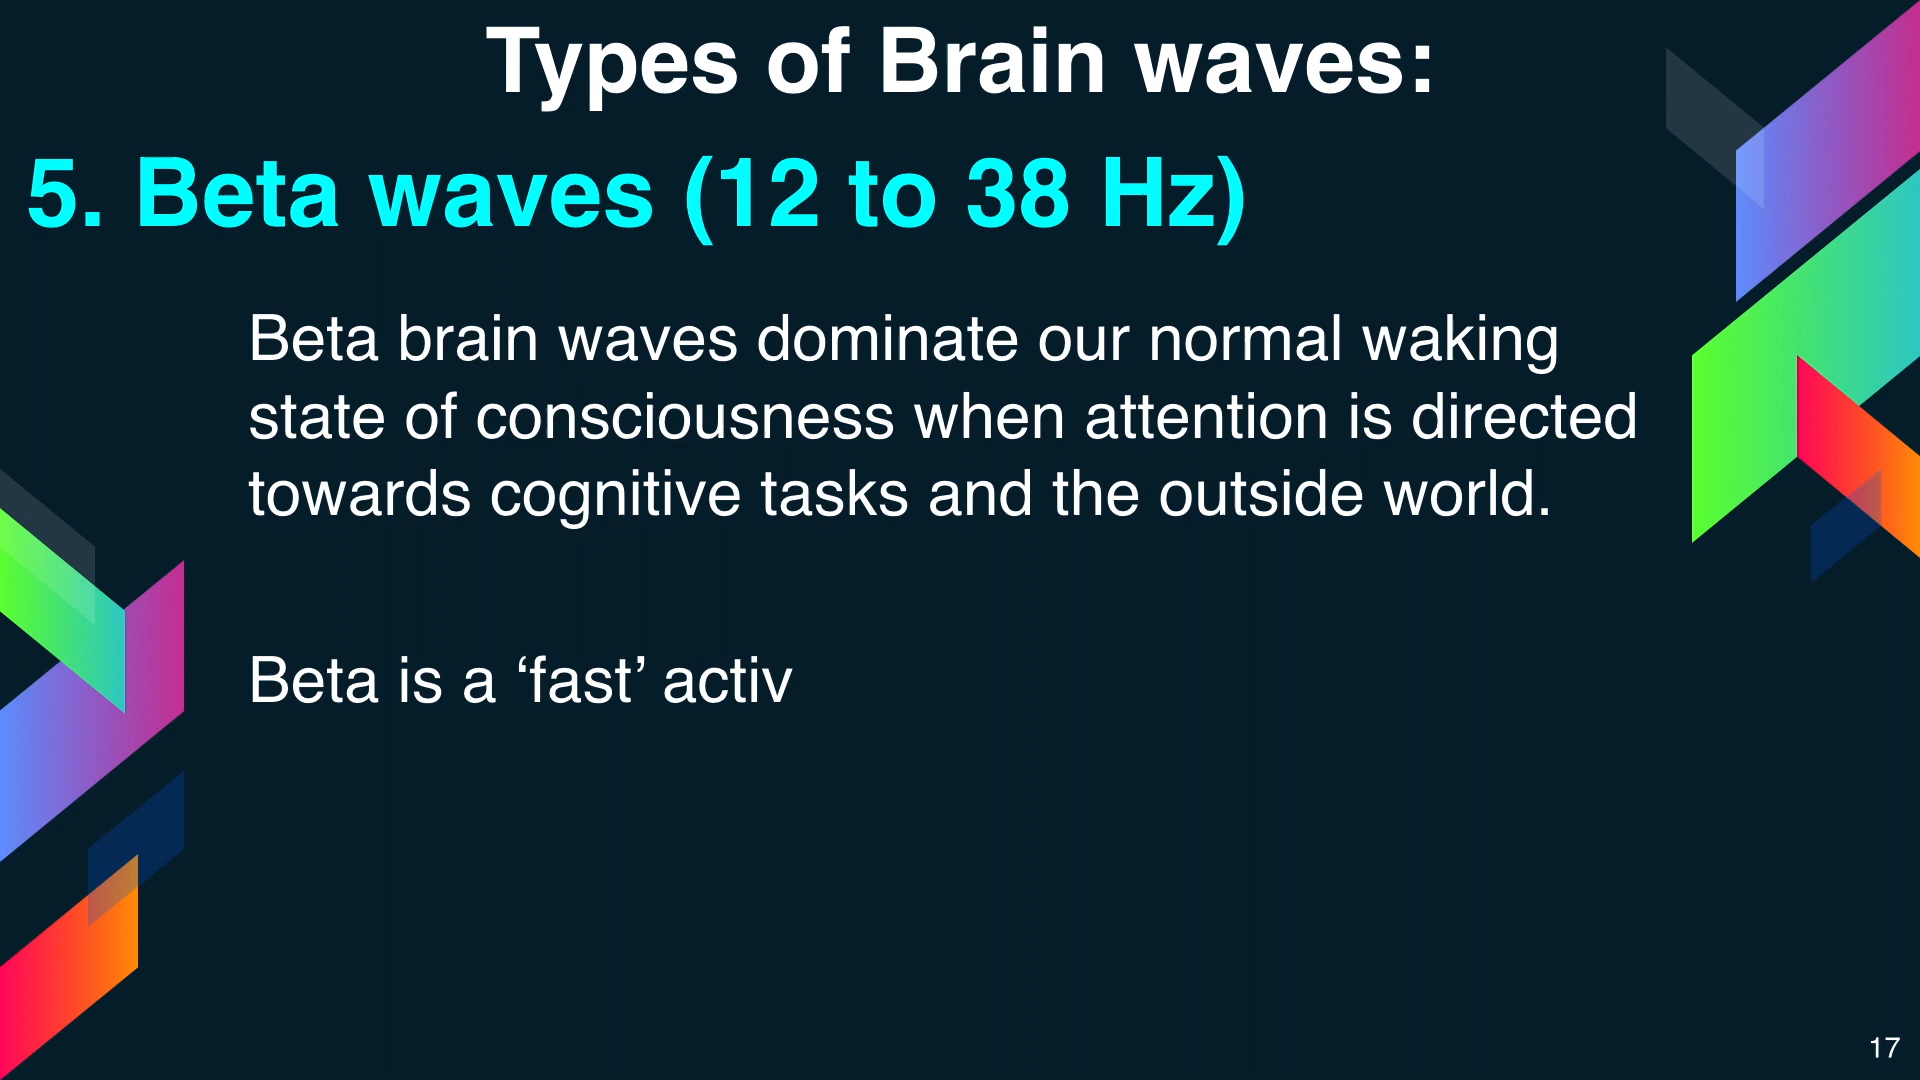 Types of Brain waves:
5. Beta waves (12 to 38 Hz)
Beta brain waves dominate our normal waking
state of consciousness when attention is directed
towards cognitive tasks and the outside world.
Beta is a ‘fast’ activ
17